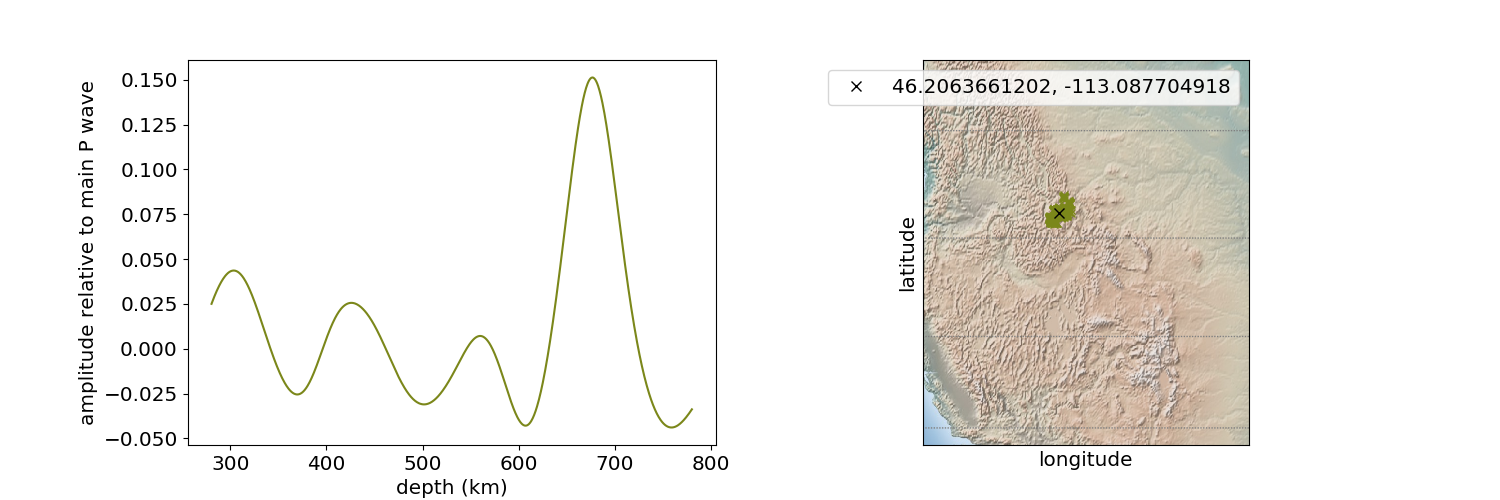 amplitude relative to main P wave
0.150
0.125
0.100
0.075
0.050
0.025
0.000
−0.025
−0.050
300 400 500 600 700 800
depth (km)
× 46.2063661202, -113.087704918
latitude
longitude